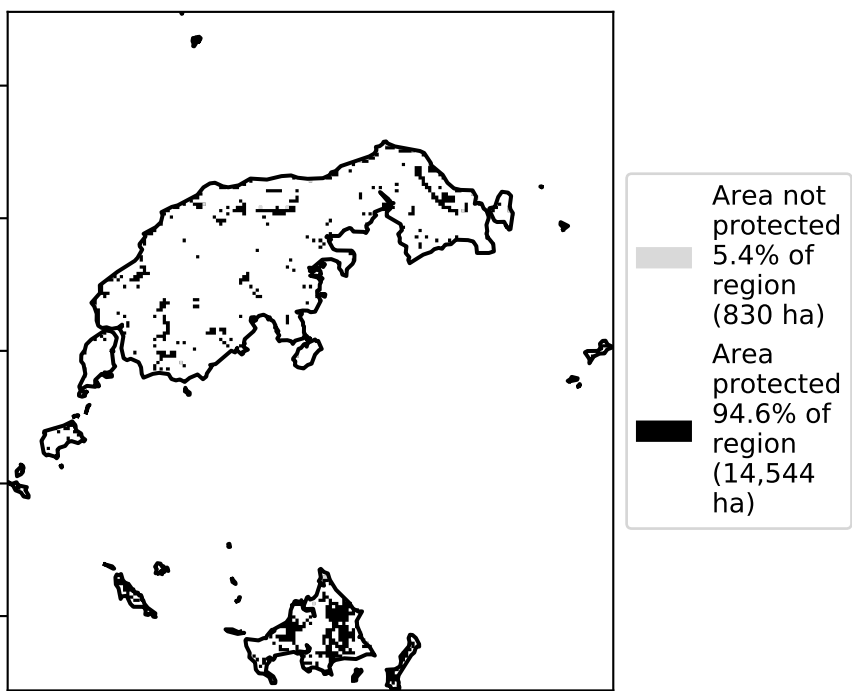 Area not
protected
5.4% of
region
(830 ha)
Area
protected
94.6% of
region
(14,544
ha)